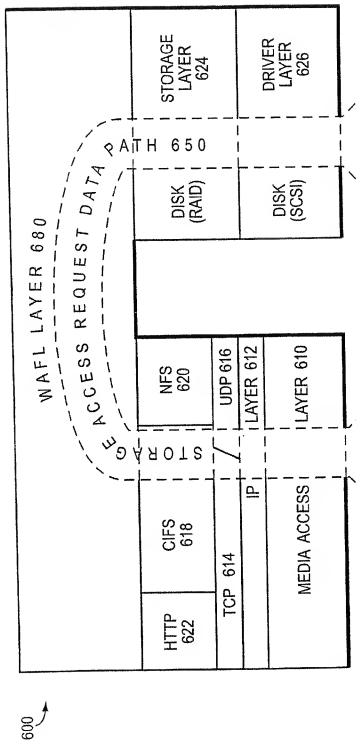 600
WAFL LAYER 680
STORAGE ACCESS REQUEST DATA PATH 650
HTTP
622
CIFS
618
NFS
620
DISK
(RAID)
STORAGE
LAYER
624
TCP 614
UDP 616
IP LAYER 612
MEDIA ACCESS LAYER 610
DISK
(SCSI)
DRIVER
LAYER
626